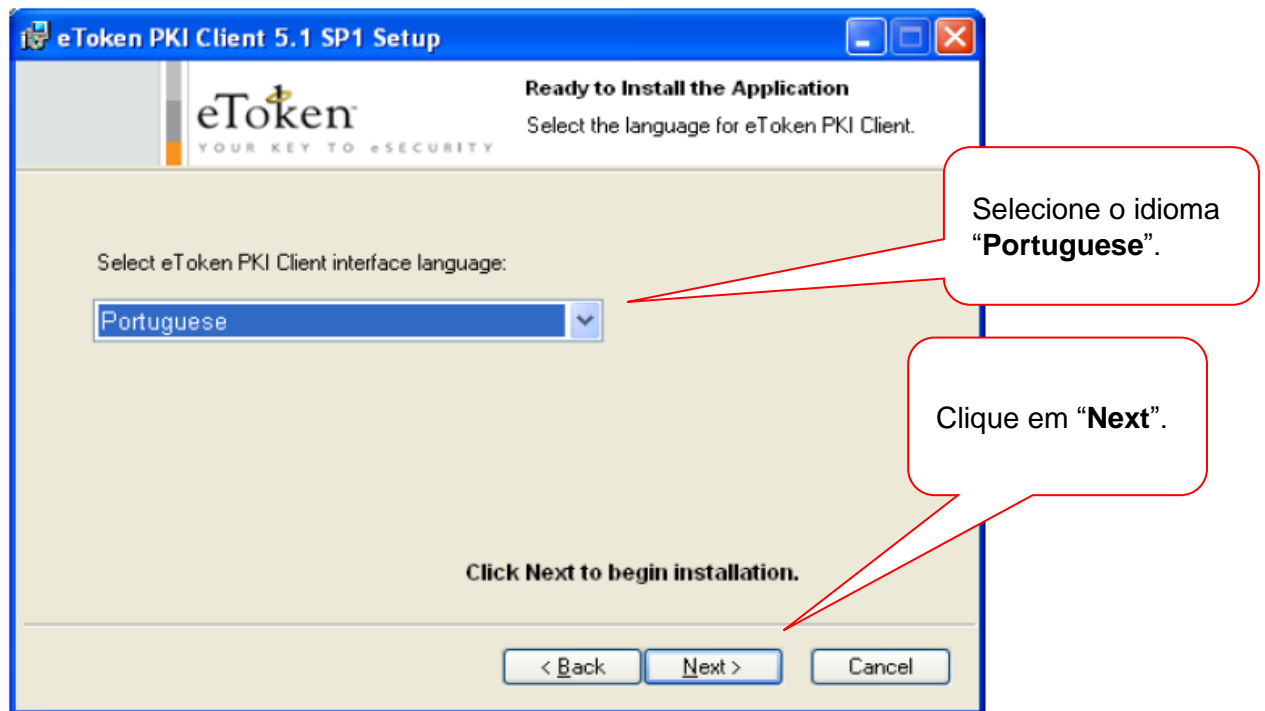 eToken PKI Client 5.1 SP1 Setup
eToken
YOUR KEY TO eSECURITY
Ready to Install the Application
Select the language for eToken PKI Client.
Selecione o idioma
“Portuguese”.
Select eToken PKI Client interface language:
Portuguese
Clique em “Next”.
Click Next to begin installation.
< Back
Next >
Cancel